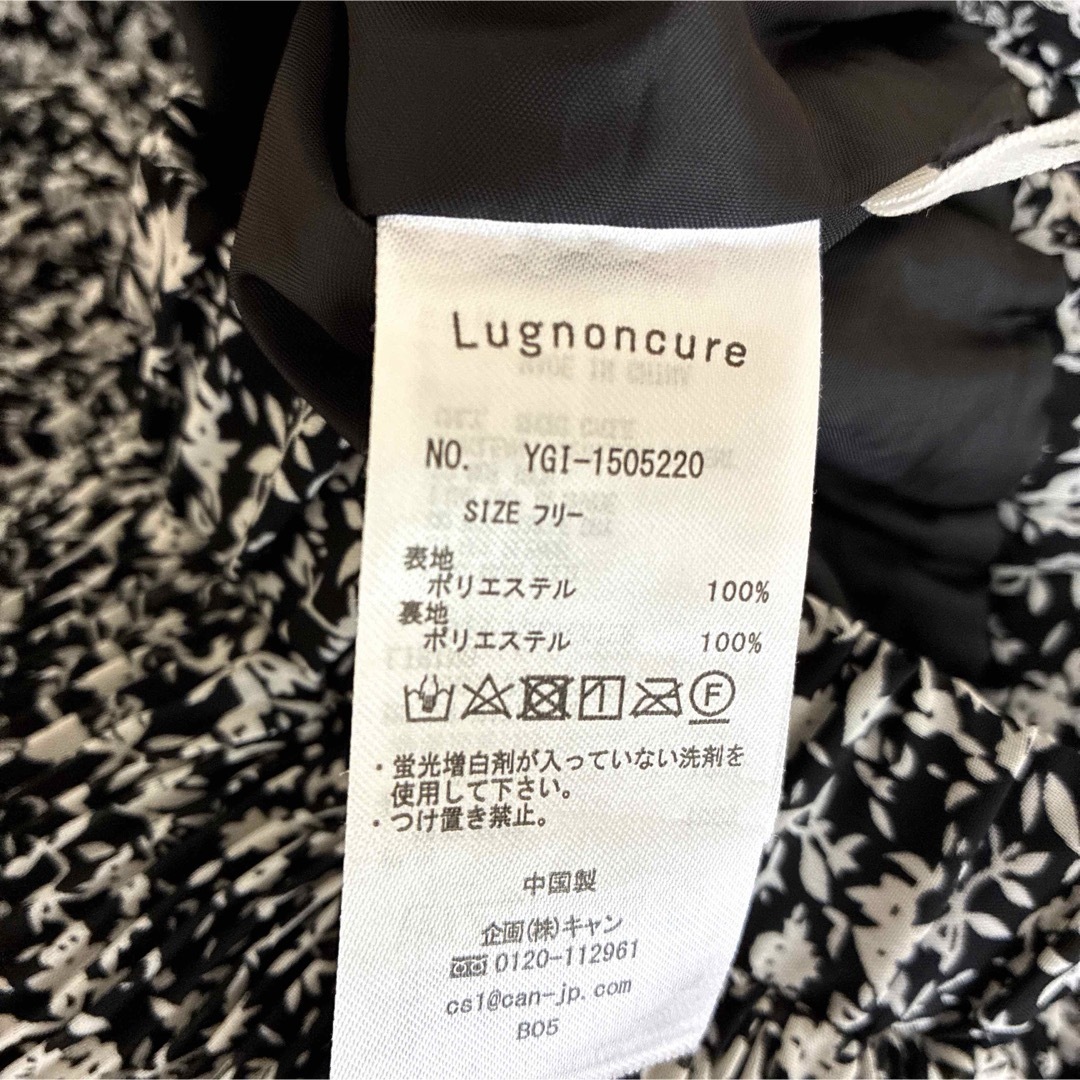 Lugnoncure
MADE IN CHINA
NO. YGI-1505220
SIZE フリー
表地
ポリエステル 100%
裏地
ポリエステル 100%
F
・蛍光増白剤が入っていない洗剤を
使用して下さい。
・つけ置き禁止。
中国製
企画(株)キャン
0120-112961
cs1@can-jp.com
B05